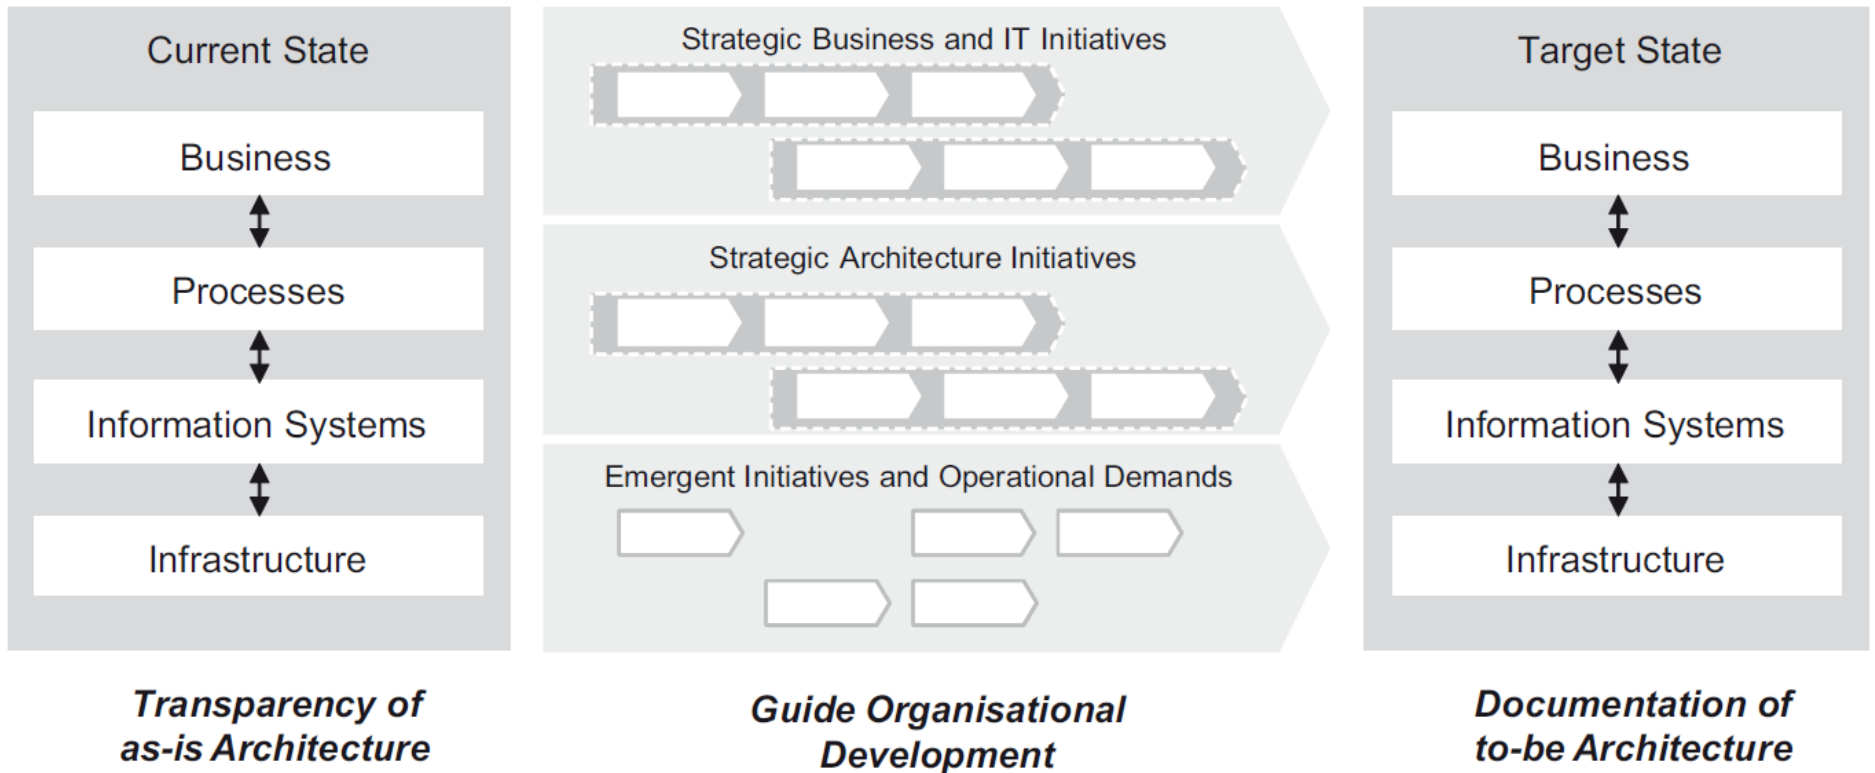 Current State
Business
Processes
Information Systems
Infrastructure
Transparency of
as-is Architecture
Strategic Business and IT Initiatives
Strategic Architecture Initiatives
Emergent Initiatives and Operational Demands
Guide Organisational
Development
Target State
Business
Processes
Information Systems
Infrastructure
Documentation of
to-be Architecture